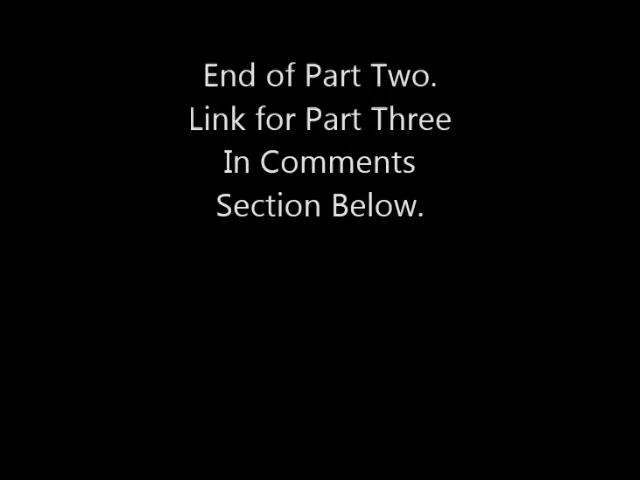 End of Part Two.
Link for Part Three
In Comments
Section Below.